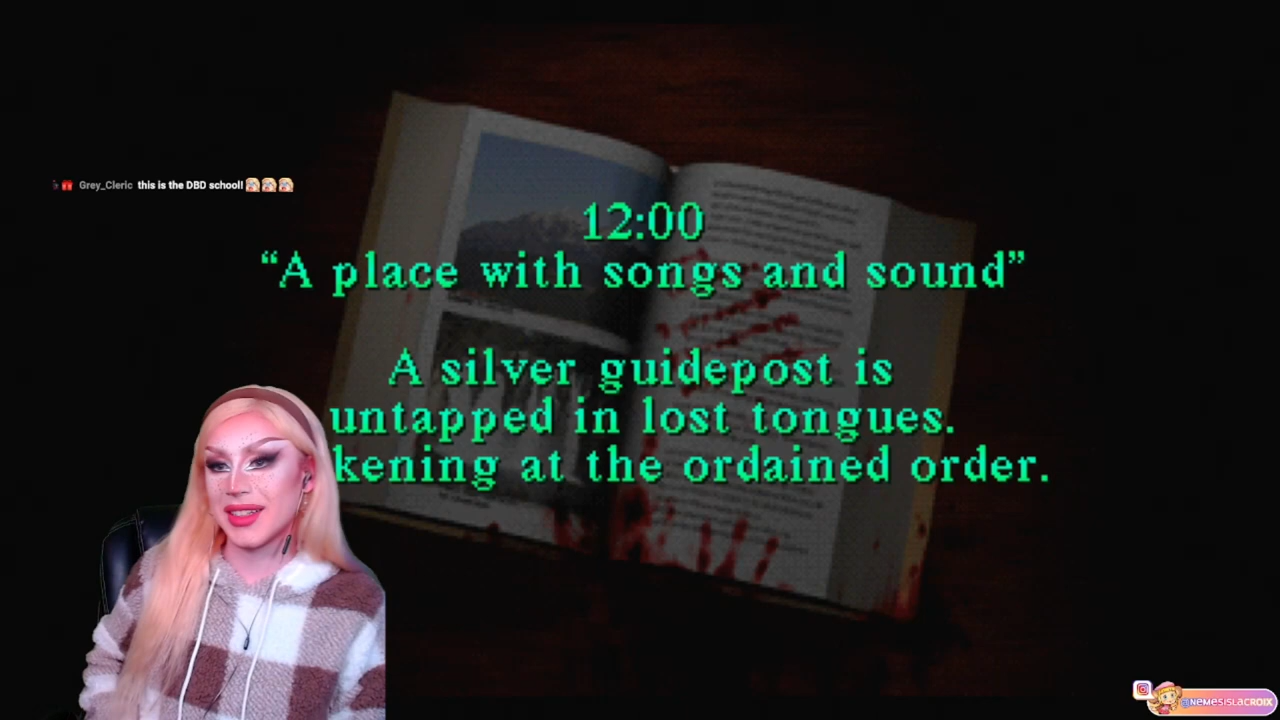 Grey_Cleric this is the DBD school!
12:00
“A place with songs and sound”
A silver guidepost is
untapped in lost tongues.
kening at the ordained order.
@NEMESISLACROIX